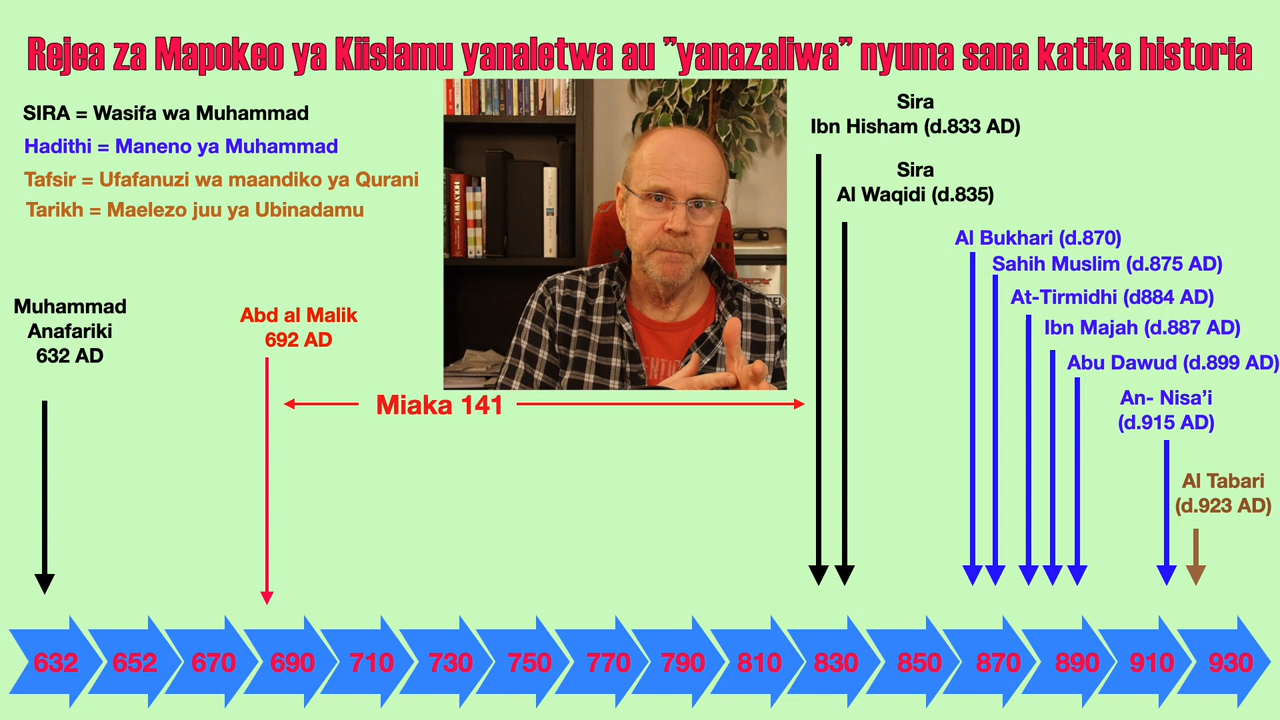 Rejea za Mapokeo ya Kiislamu yanaletwa au ”yanazaliwa” nyuma sana katika historia
SIRA = Wasifa wa Muhammad
Hadithi = Maneno ya Muhammad
Tafsir = Ufafanuzi wa maandiko ya Qurani
Tarikh = Maelezo juu ya Ubinadamu
Muhammad
Anafariki
632 AD
Abd al Malik
692 AD
Miaka 141
Sira
Ibn Hisham (d.833 AD)
Sira
Al Waqidi (d.835)
Al Bukhari (d.870)
Sahih Muslim (d.875 AD)
At-Tirmidhi (d884 AD)
Ibn Majah (d.887 AD)
Abu Dawud (d.899 AD)
An- Nisa’i
(d.915 AD)
Al Tabari
(d.923 AD)
632 652 670 690 710 730 750 770 790 810 830 850 870 890 910 930